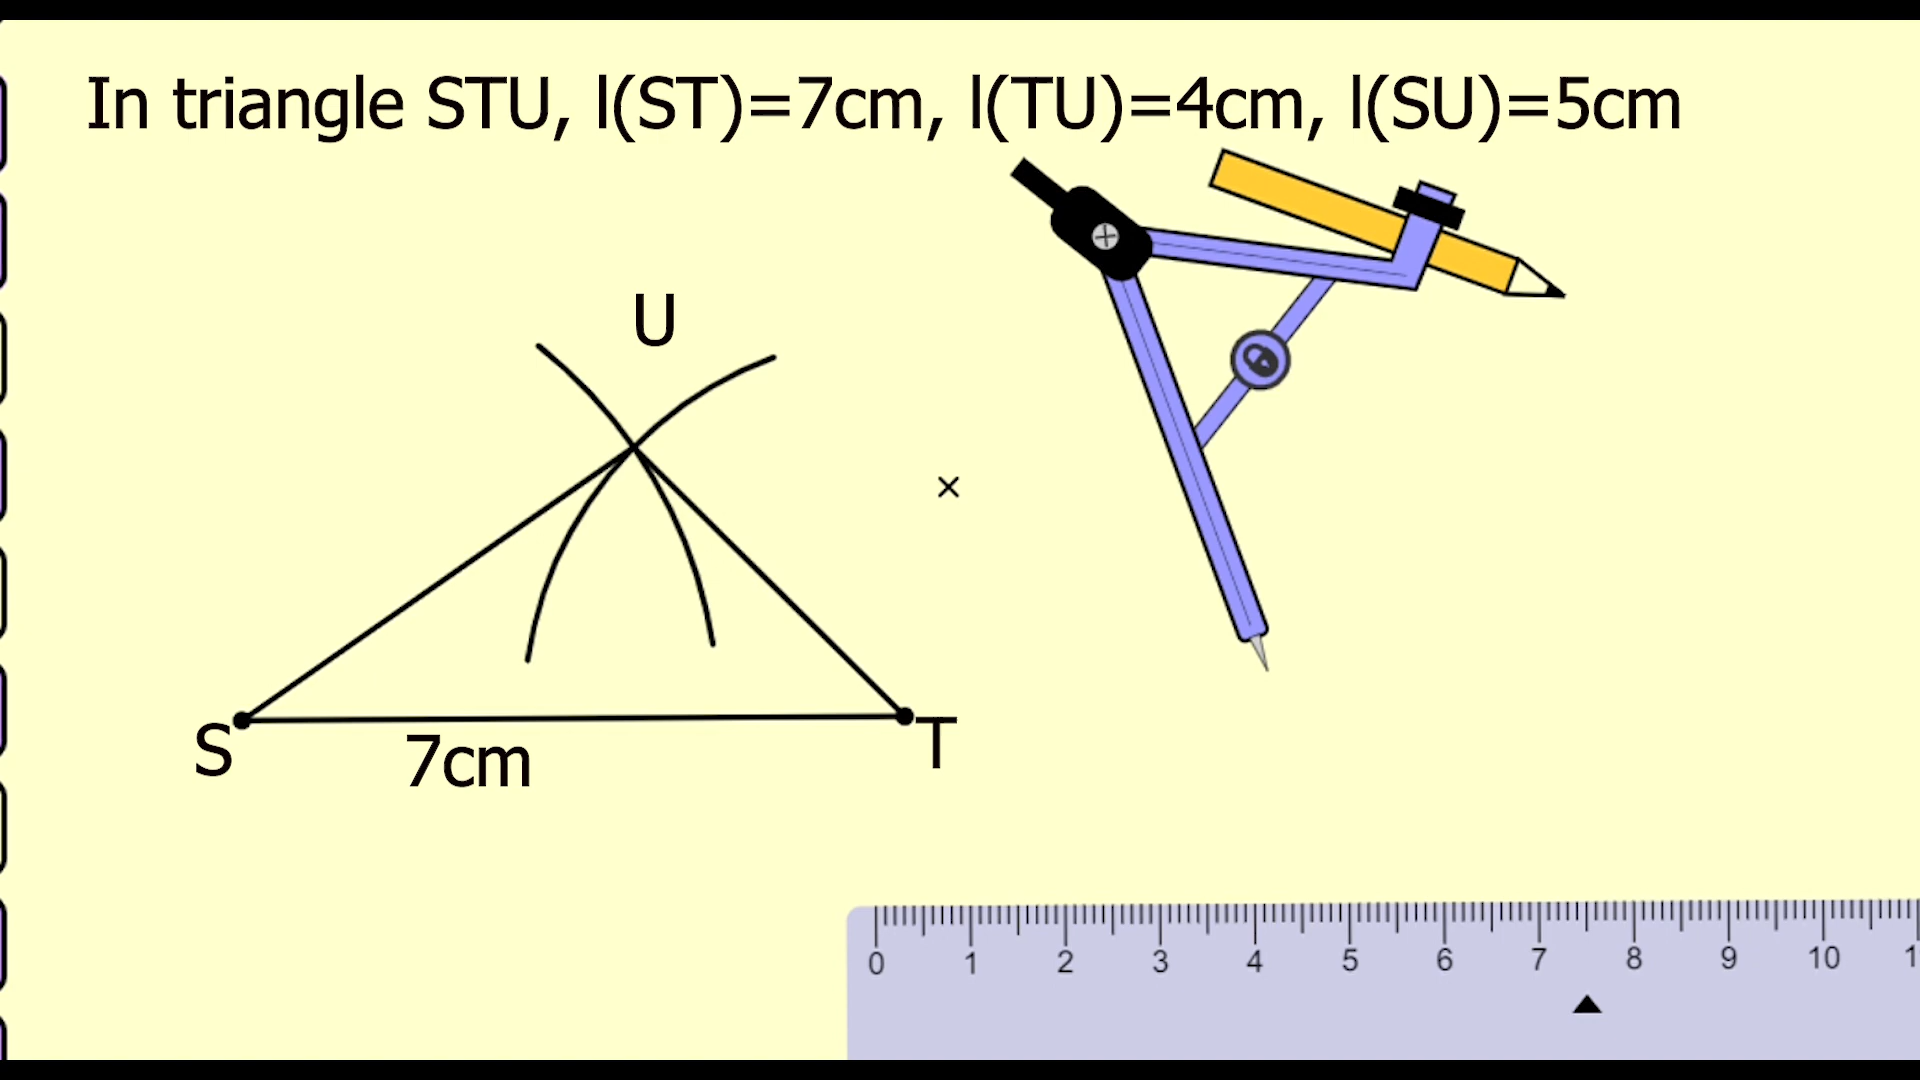 In triangle STU, l(ST)=7cm, l(TU)=4cm, l(SU)=5cm
U
S
T
7cm
0 1 2 3 4 5 6 7 8 9 10